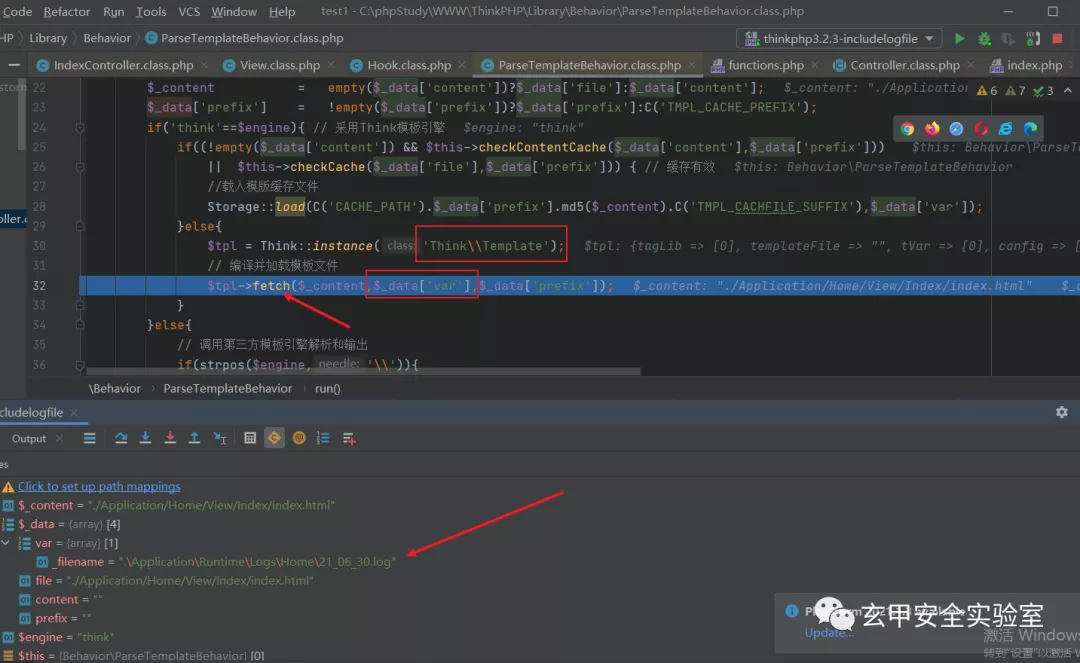 Code Refactor Run Tools VCS Window Help test1 - C:\phpStudy\WWW\ThinkPHP\Library\Behavior\ParseTemplateBehavior.class.php
HP Library Behavior ParseTemplateBehavior.class.php thinkphp3.2.3-includelogfile
IndexController.class.php View.class.php Hook.class.php ParseTemplateBehavior.class.php functions.php Controller.class.php index.php
22 $_content = empty($_data['content'])?$_data['file']:$_data['content']; $_content: "./Application 6 7 3
23 $_data['prefix'] = !empty($_data['prefix'])?$_data['prefix']:C('TMPL_CACHE_PREFIX');
24 if('think'==$engine){ // 采用Think模板引擎 $engine: "think"
25 if((!empty($_data['content']) && $this->checkContentCache($_data['content'],$_data['prefix'])) $this: Behavior\ParseTe
26 || $this->checkCache($_data['file'],$_data['prefix'])) { // 缓存有效 $this: Behavior\ParseTemplateBehavior
27 //载入模版缓存文件
28 Storage::load(C('CACHE_PATH').$_data['prefix'].md5($_content).C('TMPL_CACHFILE_SUFFIX'),$_data['var']);
29 }else{
30 $tpl = Think::instance( class: 'Think\\Template'); $tpl: {tagLib => [0], templateFile => "", tVar => [0], config => [
31 // 编译并加载模板文件
32 $tpl->fetch($_content,$_data['var'],$_data['prefix']); $_content: "./Application/Home/View/Index/index.html"
33 }
34 }else{
35 // 调用第三方模板引擎解析和输出
36 if(strpos($engine, needle: '\\')){
\Behavior ParseTemplateBehavior run()
cludelogfile
Output
es
Click to set up path mappings
$_content = "./Application/Home/View/Index/index.html"
$_data = {array} [4]
var = {array} [1]
_filename = ".\Application\Runtime\Logs\Home\21_06_30.log"
file = "./Application/Home/View/Index/index.html"
content = ""
prefix = ""
$engine = "think"
$this = {Behavior\ParseTemplateBehavior} [0]
Update...
玄甲安全实验室
激活 Windows
转到"设置"以激活